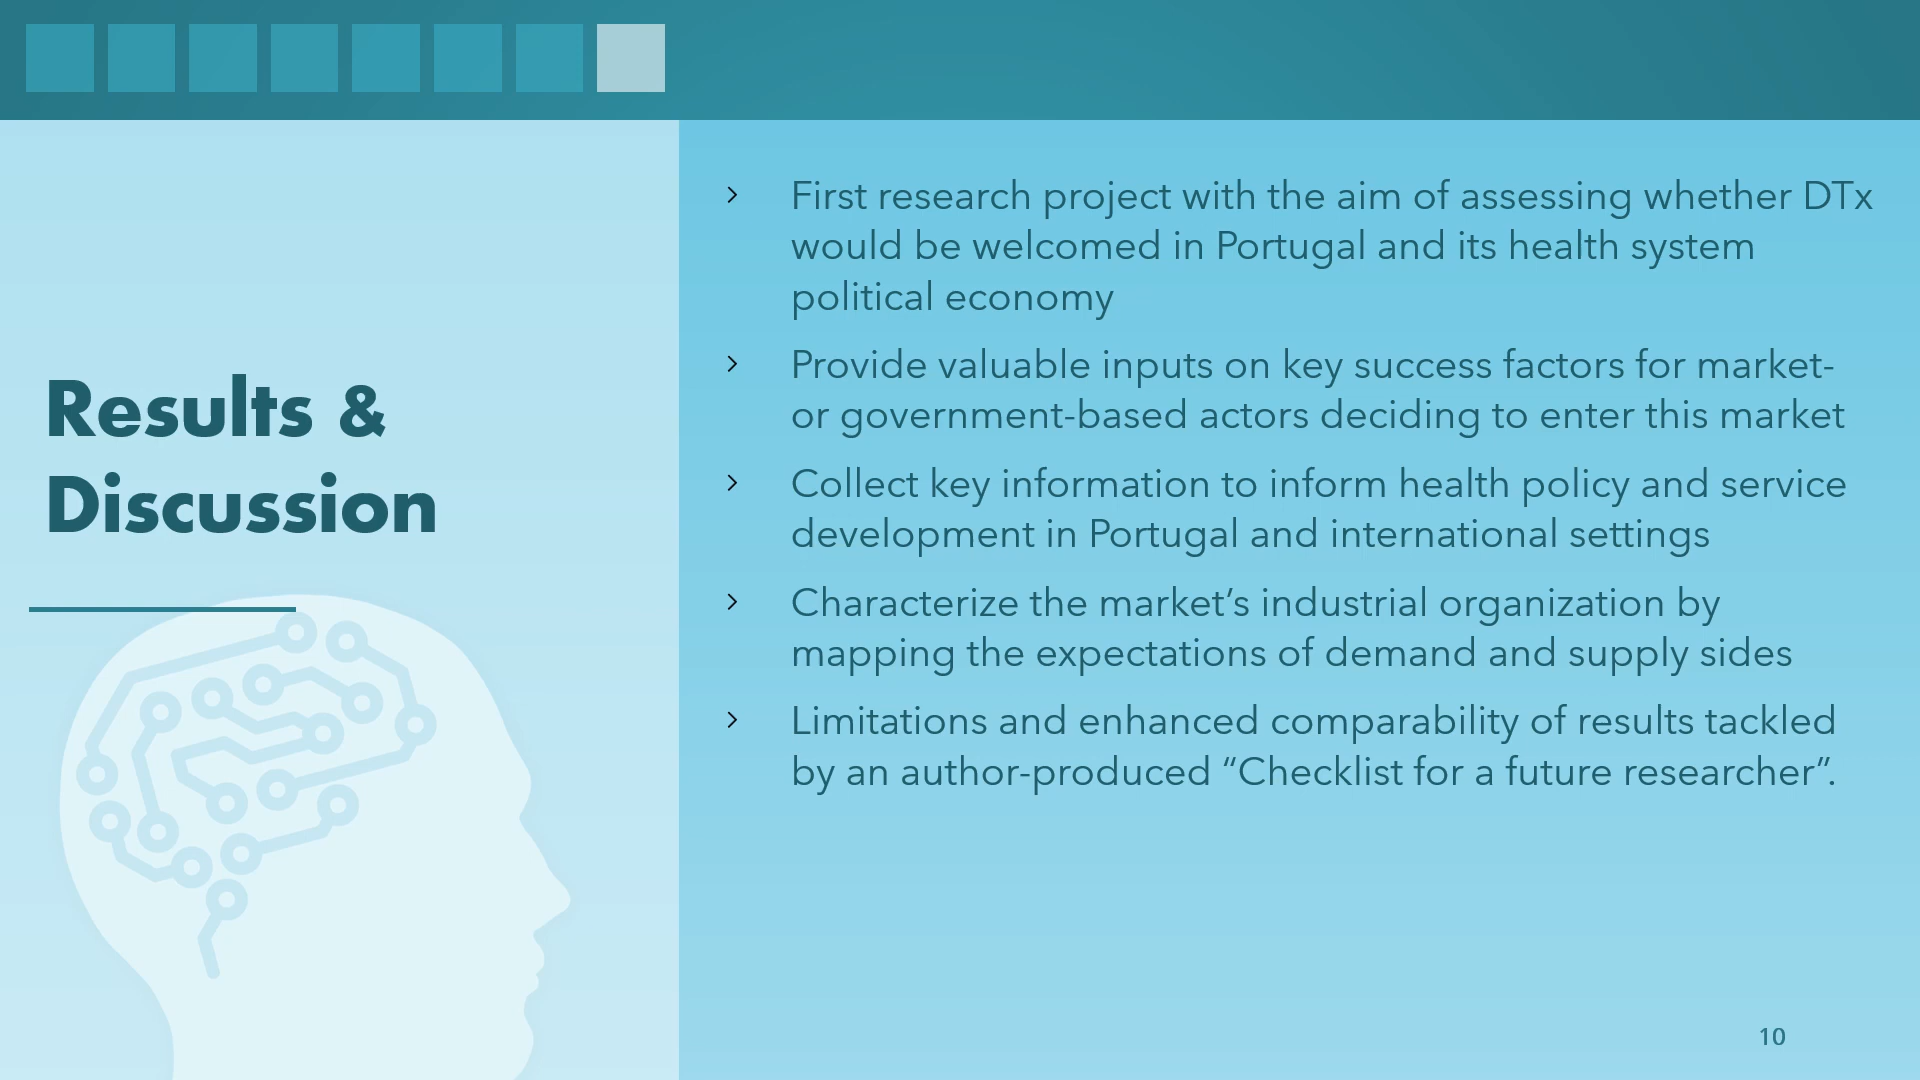 Results &
Discussion
First research project with the aim of assessing whether DTx
would be welcomed in Portugal and its health system
political economy
Provide valuable inputs on key success factors for market-
or government-based actors deciding to enter this market
Collect key information to inform health policy and service
development in Portugal and international settings
Characterize the market’s industrial organization by
mapping the expectations of demand and supply sides
Limitations and enhanced comparability of results tackled
by an author-produced “Checklist for a future researcher”.
10